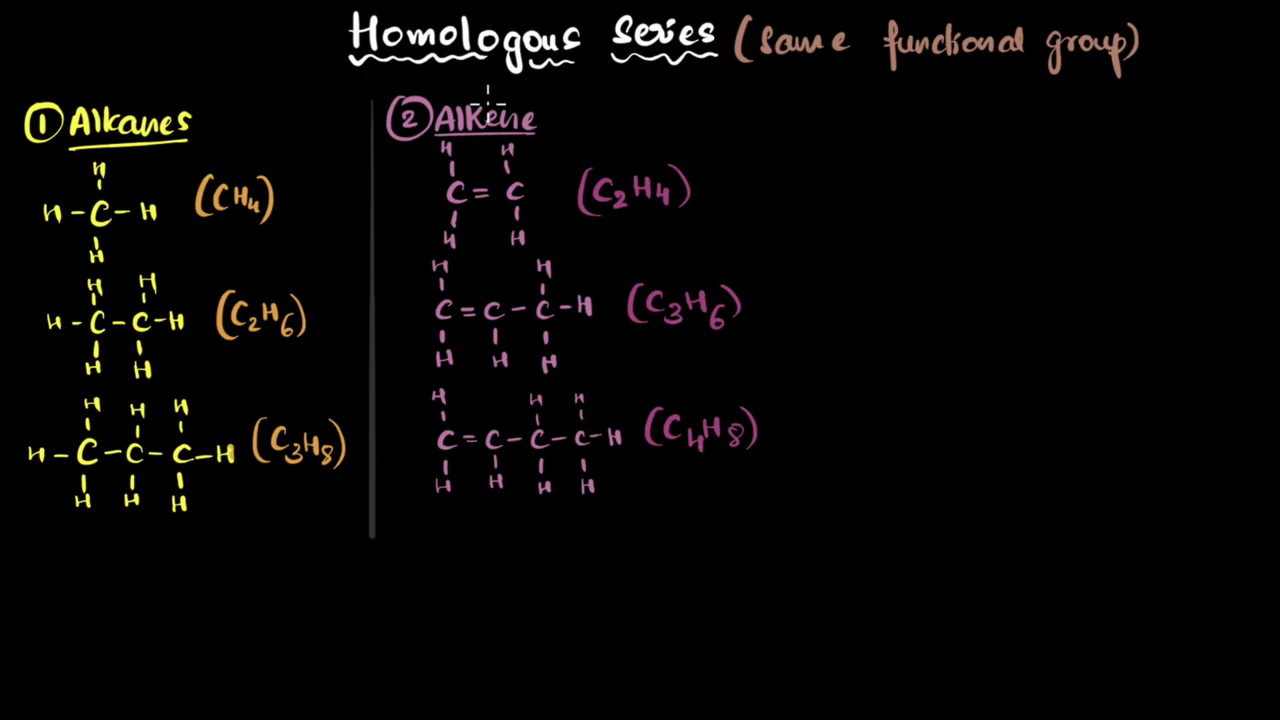 Homologous Series (same functional group)
① Alkanes
H
H - C - H (CH4)
H
H H
H - C - C - H (C2H6)
H H
H H H
H - C - C - C - H (C3H8)
H H H
② Alkene
H H
C = C (C2H4)
H H
H H
C = C - C - H (C3H6)
H H H
H H H
C = C - C - C - H (C4H8)
H H H H